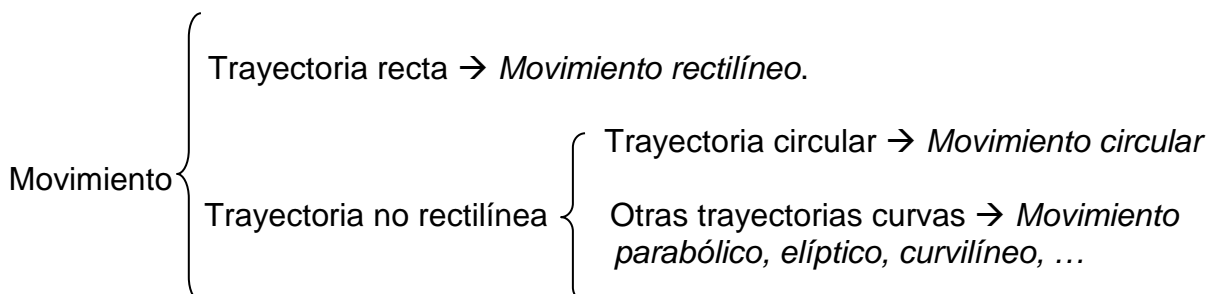 Trayectoria recta → Movimiento rectilíneo.
Trayectoria circular → Movimiento circular
Movimiento
Trayectoria no rectilínea
Otras trayectorias curvas → Movimiento
parabólico, elíptico, curvilíneo, …